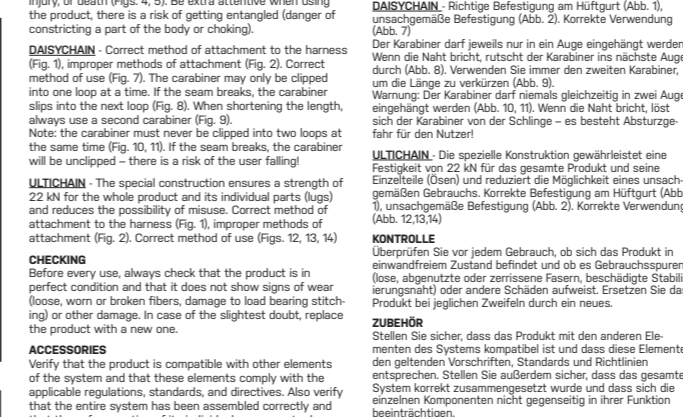 injury, or death (Figs. 4, 5). Be extra attentive when using
the product, there is a risk of getting entangled (danger of
constricting a part of the body or choking).
DAISYCHAIN - Correct method of attachment to the harness
(Fig. 1), improper methods of attachment (Fig. 2). Correct
method of use (Fig. 7). The carabiner may only be clipped
into one loop at a time. If the seam breaks, the carabiner
slips into the next loop (Fig. 8). When shortening the length,
always use a second carabiner (Fig. 9).
Note: the carabiner must never be clipped into two loops at
the same time (Fig. 10, 11). If the seam breaks, the carabiner
will be unclipped – there is a risk of the user falling!
ULTICHAIN - The special construction ensures a strength of
22 kN for the whole product and its individual parts (lugs)
and reduces the possibility of misuse. Correct method of
attachment to the harness (Fig. 1), improper methods of
attachment (Fig. 2). Correct method of use (Figs. 12, 13, 14)
CHECKING
Before every use, always check that the product is in
perfect condition and that it does not show signs of wear
(loose, worn or broken fibers, damage to load bearing stitch-
ing) or other damage. In case of the slightest doubt, replace
the product with a new one.
ACCESSORIES
Verify that the product is compatible with other elements
of the system and that these elements comply with the
applicable regulations, standards, and directives. Also verify
that the entire system has been assembled correctly and
DAISYCHAIN - Richtige Befestigung am Hüftgurt (Abb. 1),
unsachgemäße Befestigung (Abb. 2). Korrekte Verwendung
(Abb. 7)
Der Karabiner darf jeweils nur in ein Auge eingehängt werden
Wenn die Naht bricht, rutscht der Karabiner ins nächste Auge
durch (Abb. 8). Verwenden Sie immer den zweiten Karabiner,
um die Länge zu verkürzen (Abb. 9).
Warnung: Der Karabiner darf niemals gleichzeitig in zwei Auge
eingehängt werden (Abb. 10, 11). Wenn die Naht bricht, löst
sich der Karabiner von der Schlinge – es besteht Absturzge-
fahr für den Nutzer!
ULTICHAIN - Die spezielle Konstruktion gewährleistet eine
Festigkeit von 22 kN für das gesamte Produkt und seine
Einzelteile (Ösen) und reduziert die Möglichkeit eines unsach-
gemäßen Gebrauchs. Korrekte Befestigung am Hüftgurt (Abb
1), unsachgemäße Befestigung (Abb. 2). Korrekte Verwendung
(Abb. 12,13,14)
KONTROLLE
Überprüfen Sie vor jedem Gebrauch, ob sich das Produkt in
einwandfreiem Zustand befindet und ob es Gebrauchsspuren
(lose, abgenutzte oder zerrissene Fasern, beschädigte Stabili
ierungsnaht) oder andere Schäden aufweist. Ersetzen Sie das
Produkt bei jeglichen Zweifeln durch ein neues.
ZUBEHÖR
Stellen Sie sicher, dass das Produkt mit den anderen Ele-
menten des Systems kompatibel ist und dass diese Elemente
den geltenden Vorschriften, Standards und Richtlinien
entsprechen. Stellen Sie außerdem sicher, dass das gesamte
System korrekt zusammengesetzt wurde und dass sich die
einzelnen Komponenten nicht gegenseitig in ihrer Funktion
beeinträchtigen.